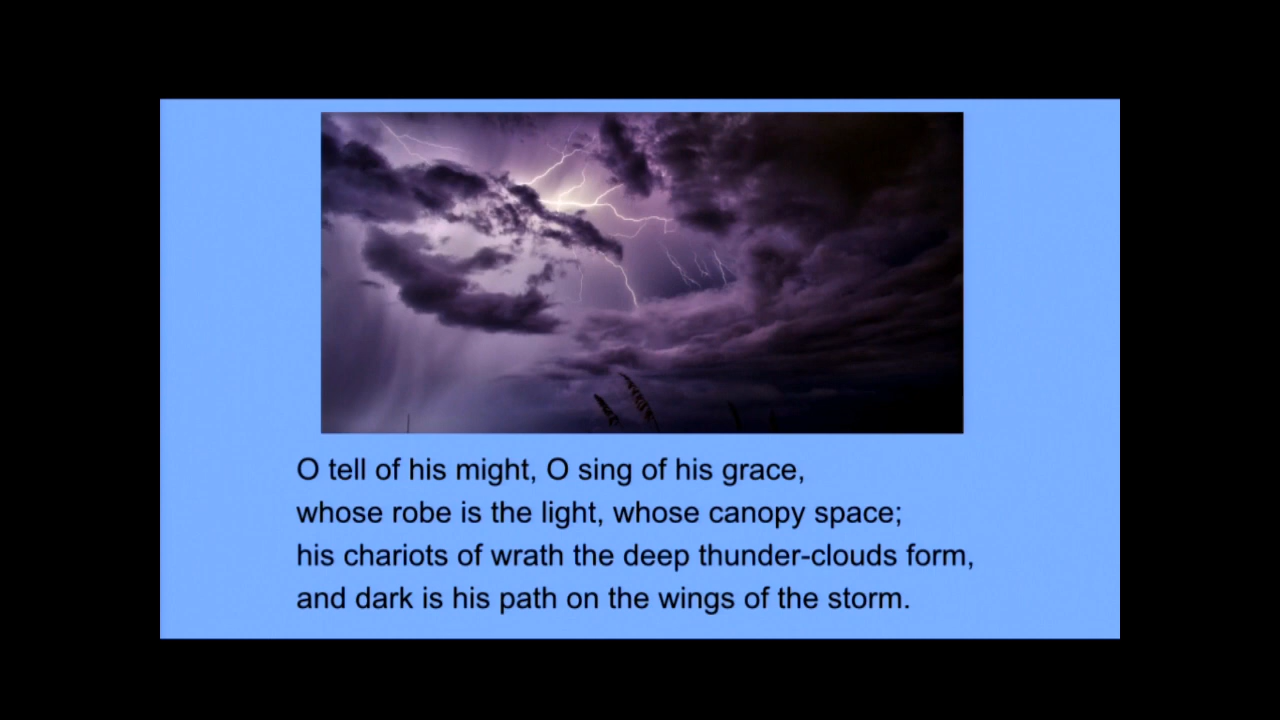 O tell of his might, O sing of his grace,
whose robe is the light, whose canopy space;
his chariots of wrath the deep thunder-clouds form,
and dark is his path on the wings of the storm.